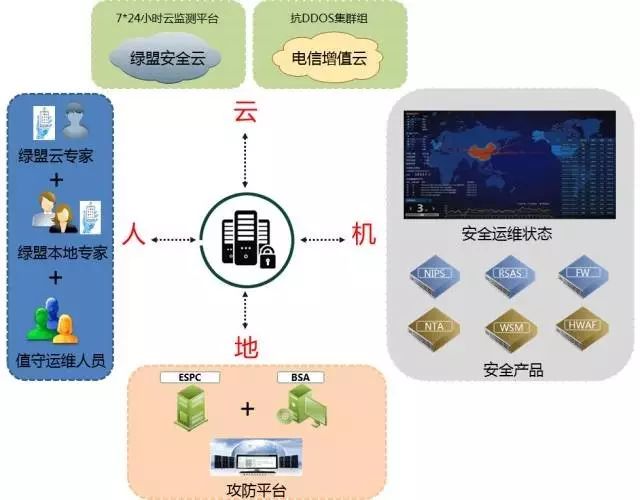 7*24小时云监测平台
绿盟安全云
抗DDOS集群组
电信增值云
云
绿盟云专家
+
绿盟本地专家
+
值守运维人员
人
机
安全运维状态
NIPS
RSAS
FW
NTA
WSM
HWAF
安全产品
地
ESPC
+
BSA
攻防平台